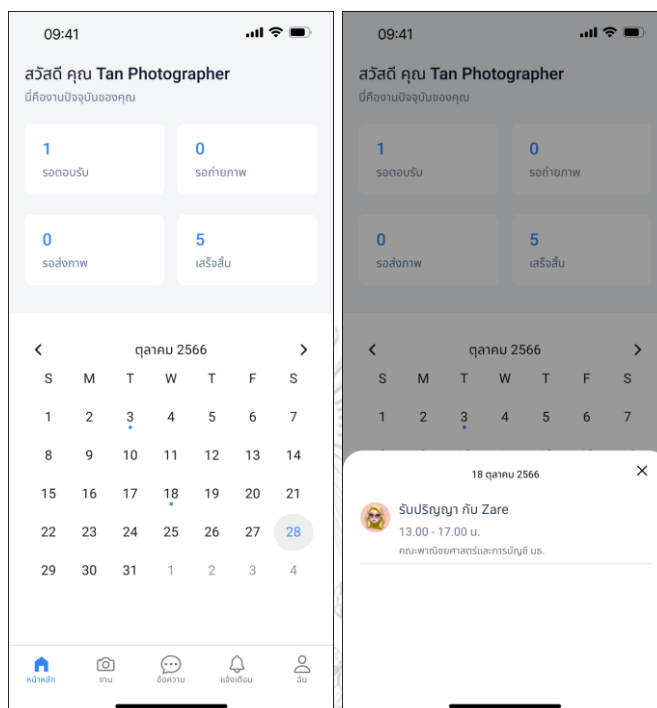 09:41
สวัสดี คุณ Tan Photographer
นี่คืองานปัจจุบันของคุณ
1
รอตอบรับ
0
รอถ่ายภาพ
0
รอส่งภาพ
5
เสร็จสิ้น
ตุลาคม 2566
S M T W T F S
1 2 3 4 5 6 7
8 9 10 11 12 13 14
15 16 17 18 19 20 21
22 23 24 25 26 27 28
29 30 31 1 2 3 4
หน้าหลัก งาน ข้อความ แจ้งเตือน ฉัน
09:41
สวัสดี คุณ Tan Photographer
นี่คืองานปัจจุบันของคุณ
1
รอตอบรับ
0
รอถ่ายภาพ
0
รอส่งภาพ
5
เสร็จสิ้น
ตุลาคม 2566
S M T W T F S
1 2 3 4 5 6 7
18 ตุลาคม 2566
รับปริญญา กับ Zare
13.00 - 17.00 น.
คณะพาณิชยศาสตร์และการบัญชี มธ.